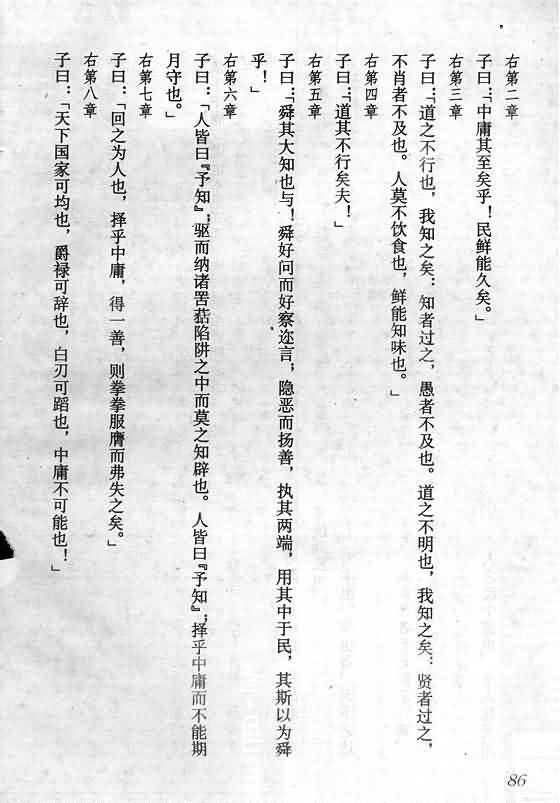 右第二章
子曰：「中庸其至矣乎！民鲜能久矣。」
右第三章
子曰：「道之不行也，我知之矣：知者过之，愚者不及也。道之不明也，我知之矣：贤者过之，
不肖者不及也。人莫不饮食也，鲜能知味也。」
右第四章
子曰：「道其不行矣夫！」
右第五章
子曰：「舜其大知也与！舜好问而好察迩言；隐恶而扬善，执其两端，用其中于民，其斯以为舜
乎！」
右第六章
子曰：「人皆曰『予知』；驱而纳诸罟擭陷阱之中而莫之知辟也。人皆曰『予知』；择乎中庸而不能期
月守也。」
右第七章
子曰：「回之为人也，择乎中庸，得一善，则拳拳服膺而弗失之矣。」
右第八章
子曰：「天下国家可均也，爵禄可辞也，白刃可蹈也，中庸不可能也！」
86